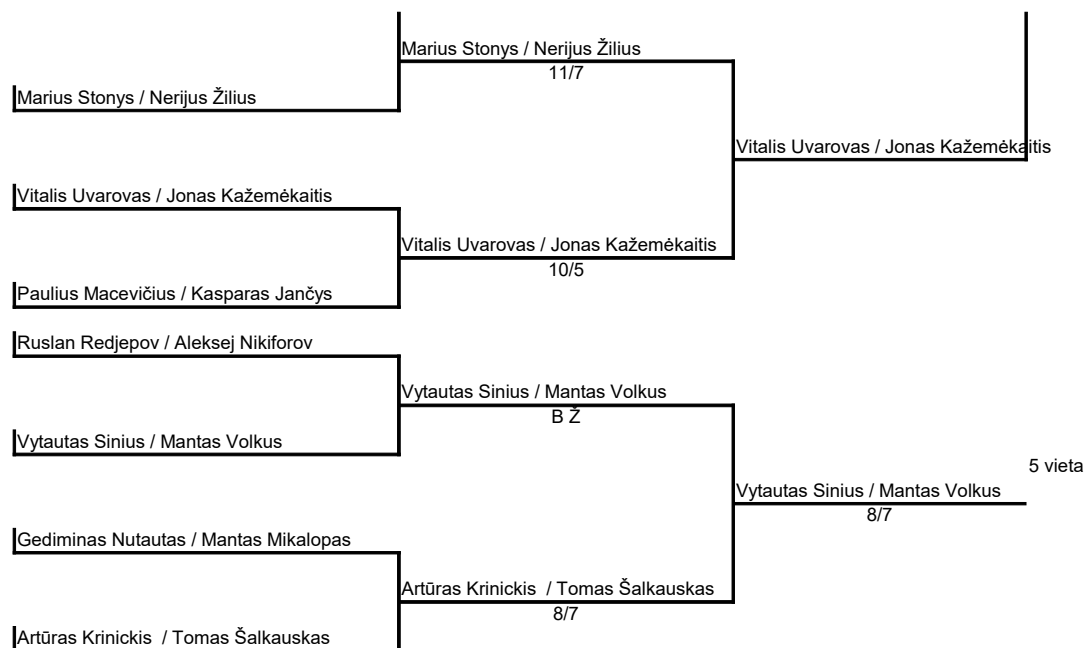 Marius Stonys / Nerijus Žilius
11/7
Marius Stonys / Nerijus Žilius
Vitalis Uvarovas / Jonas Kažemėkaitis
Vitalis Uvarovas / Jonas Kažemėkaitis
Vitalis Uvarovas / Jonas Kažemėkaitis
10/5
Paulius Macevičius / Kasparas Jančys
Ruslan Redjepov / Aleksej Nikiforov
Vytautas Sinius / Mantas Volkus
B Ž
Vytautas Sinius / Mantas Volkus
5 vieta
Vytautas Sinius / Mantas Volkus
8/7
Gediminas Nutautas / Mantas Mikalopas
Artūras Krinickis / Tomas Šalkauskas
8/7
Artūras Krinickis / Tomas Šalkauskas